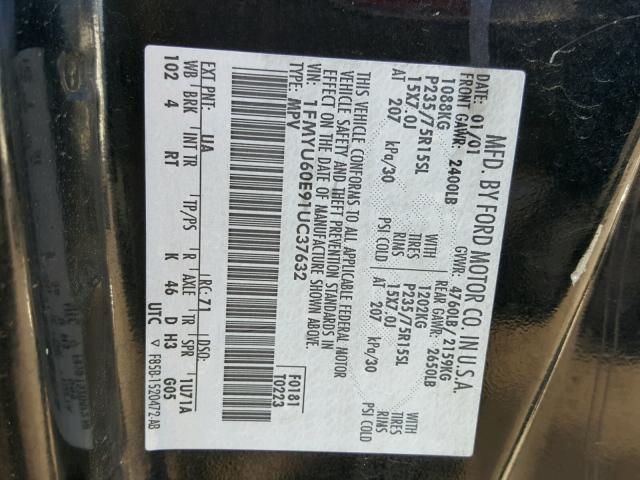 MFD. BY FORD MOTOR CO. IN U.S.A.
DATE: 01/01 GVWR: 4760LB/ 2159KG
FRONT GAWR: 2400LB REAR GAWR: 2650LB
1088KG WITH 1202KG WITH
P235/75R15SL TIRES P235/75R15SL TIRES
15X7.0J RIMS 15X7.0J RIMS
AT 207 kPa/30 PSI COLD AT 207 kPa/30 PSI COLD
THIS VEHICLE CONFORMS TO ALL APPLICABLE FEDERAL MOTOR
VEHICLE SAFETY AND THEFT PREVENTION STANDARDS IN
EFFECT ON THE DATE OF MANUFACTURE SHOWN ABOVE.
VIN: 1FMYU60E91UC37632 F0181
TYPE: MPV T0223
EXT PNT: UA RC: 71 DSO:
WB BRK INT TR TP/PS R AXLE TR SPR 1U71A
102 4 RT K 46 D H3 G05
UTC F85B-1520472-AB